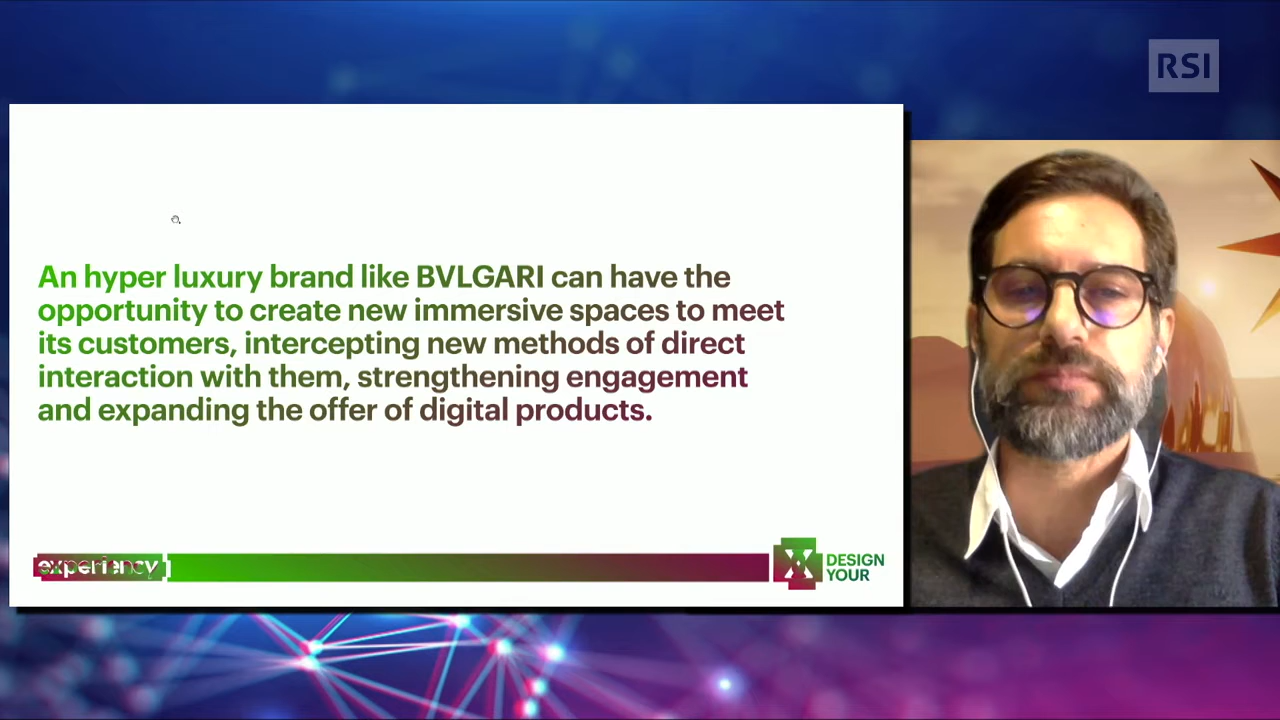 RSI
An hyper luxury brand like BVLGARI can have the
opportunity to create new immersive spaces to meet
its customers, intercepting new methods of direct
interaction with them, strengthening engagement
and expanding the offer of digital products.
experiency
X DESIGN
YOUR